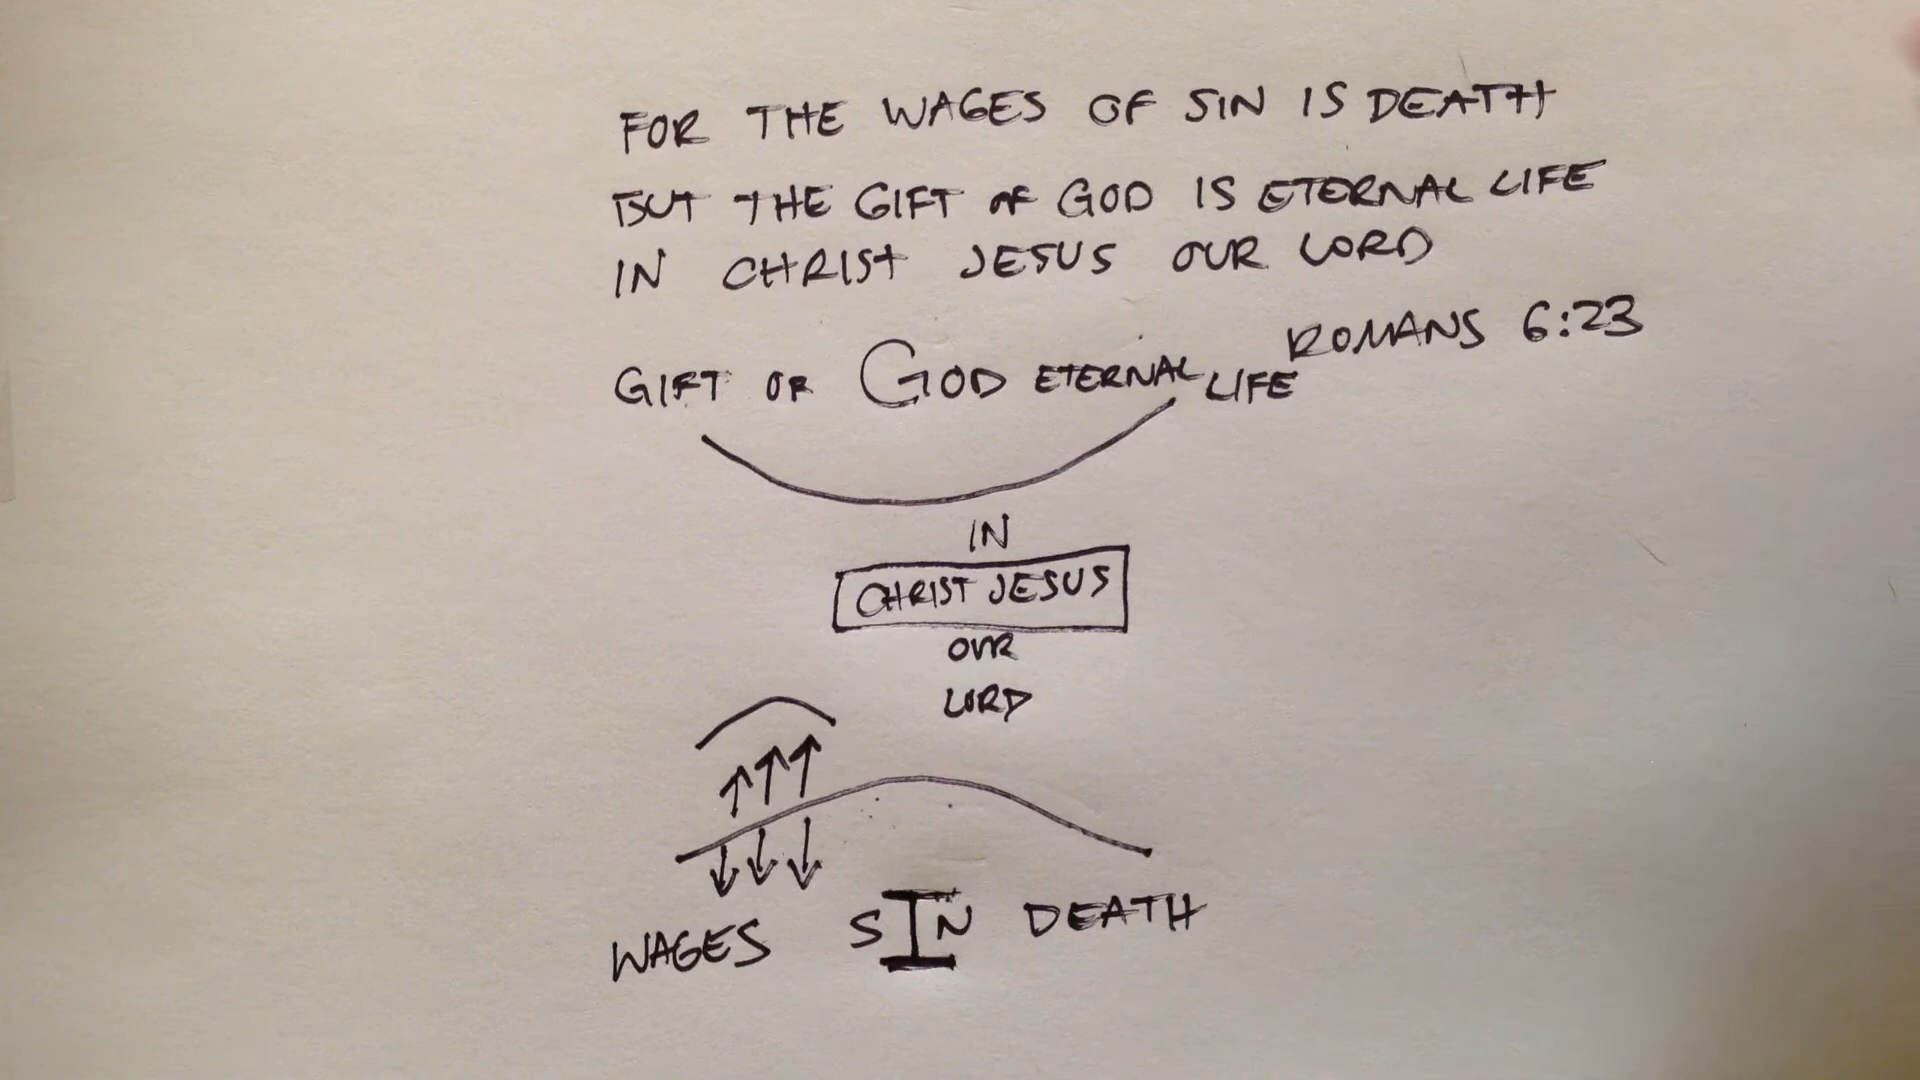 FOR THE WAGES OF SIN IS DEATH
BUT THE GIFT OF GOD IS ETERNAL LIFE
IN CHRIST JESUS OUR LORD
ROMANS 6:23
GIFT OF GOD ETERNAL LIFE
IN
CHRIST JESUS
OUR
LORD
WAGES SIN DEATH